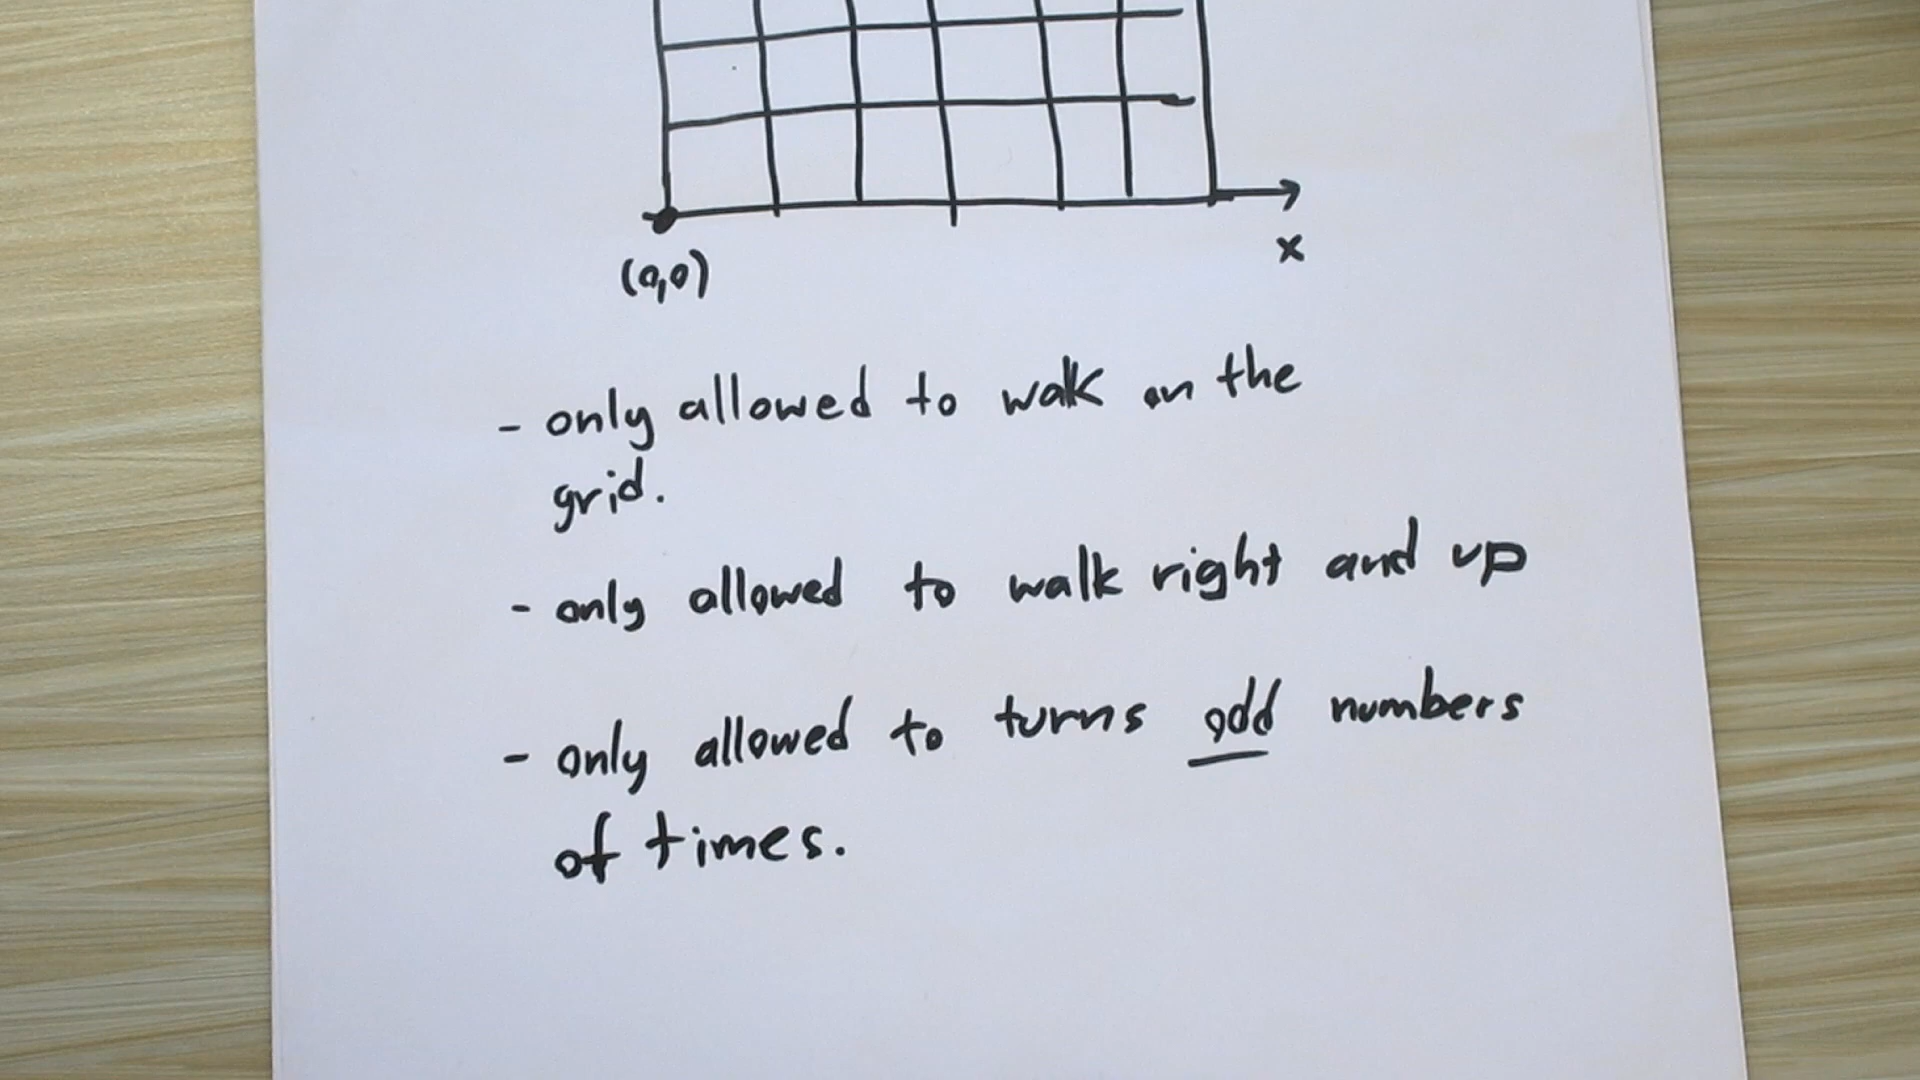 x
(0,0)
- only allowed to walk on the
grid.
- only allowed to walk right and up
- only allowed to turns odd numbers
of times.